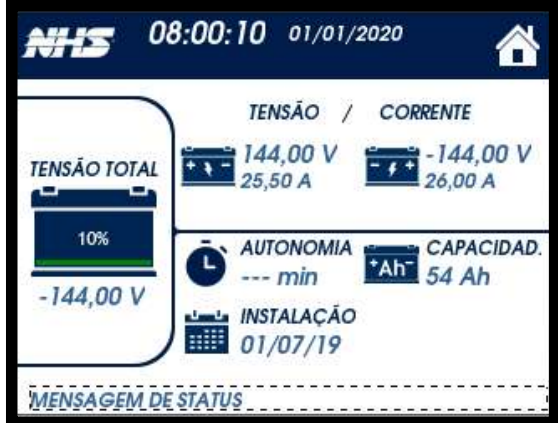 NHS 08:00:10 01/01/2020
TENSÃO / CORRENTE
TENSÃO TOTAL
10%
-144,00 V
+ -
144,00 V
25,50 A
- +
-144,00 V
26,00 A
AUTONOMIA
--- min
+Ah-
CAPACIDAD.
54 Ah
INSTALAÇÃO
01/07/19
MENSAGEM DE STATUS